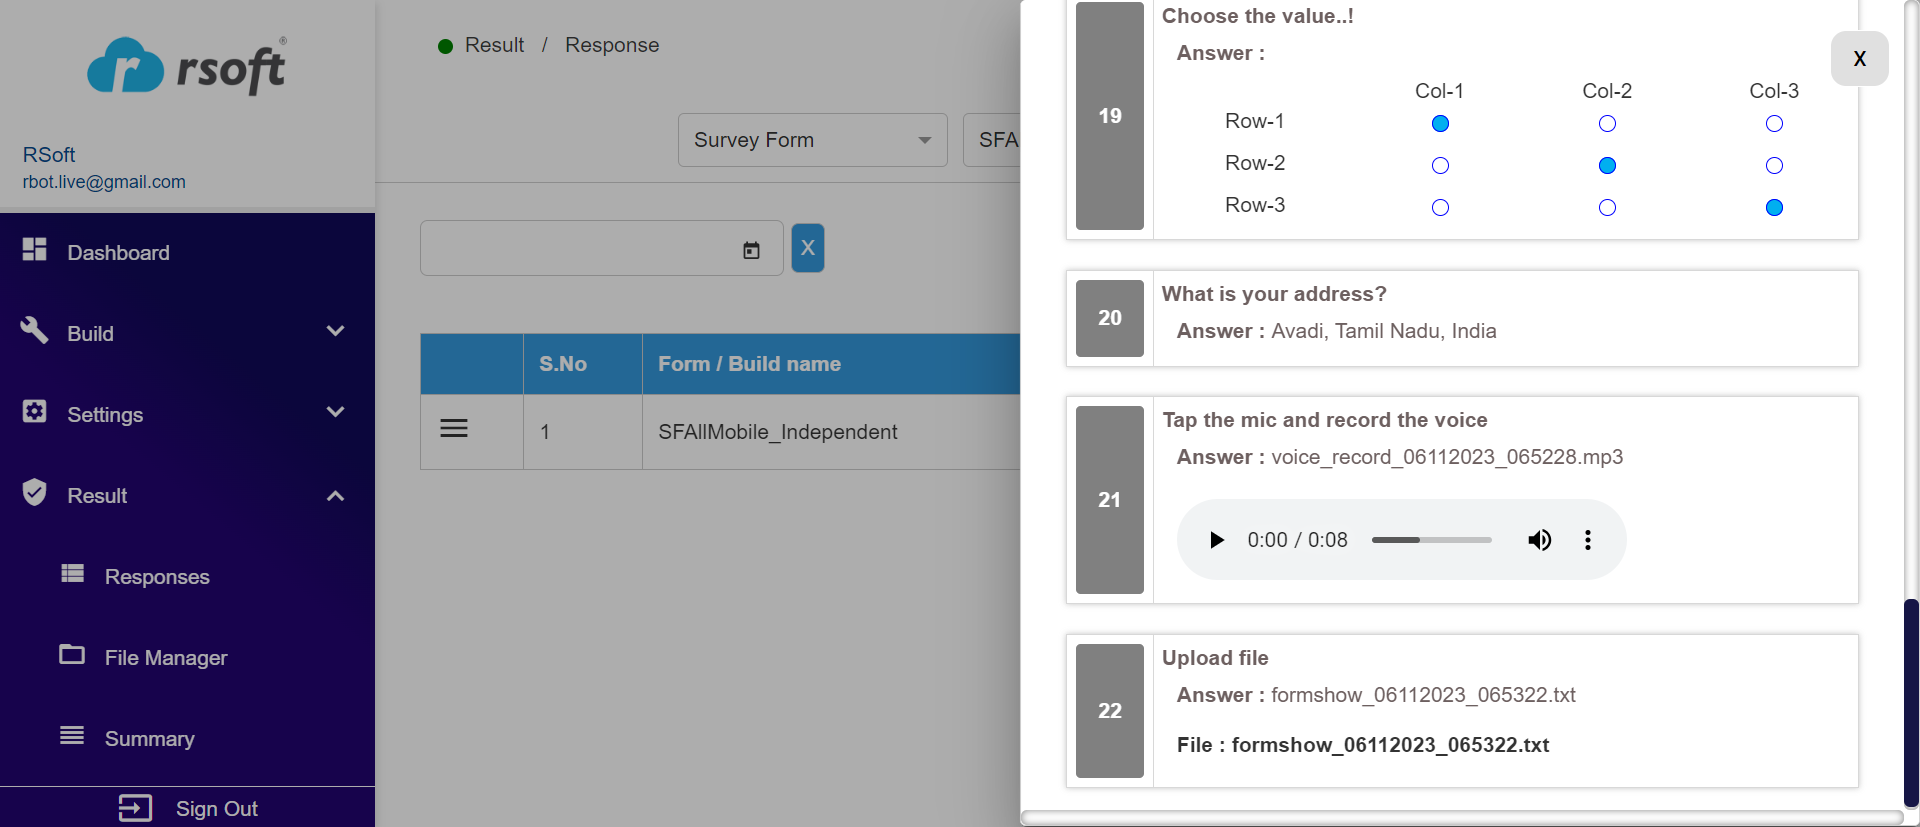 rsoft®
RSoft
rbot.live@gmail.com
Dashboard
Build
Settings
Result
Responses
File Manager
Summary
Sign Out
Result / Response
Survey Form
SFA
X
S.No
Form / Build name
1
SFAllMobile_Independent
X
19
Choose the value..!
Answer :
Col-1 Col-2 Col-3
Row-1
Row-2
Row-3
20
What is your address?
Answer : Avadi, Tamil Nadu, India
21
Tap the mic and record the voice
Answer : voice_record_06112023_065228.mp3
0:00 / 0:08
22
Upload file
Answer : formshow_06112023_065322.txt
File : formshow_06112023_065322.txt